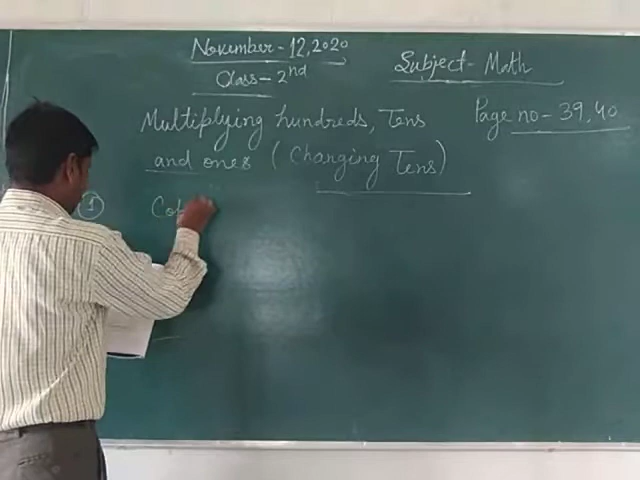 November - 12, 2020
Class - 2nd
Subject - Math
Multiplying hundreds, Tens
and ones (Changing Tens)
Page no - 39, 40
1